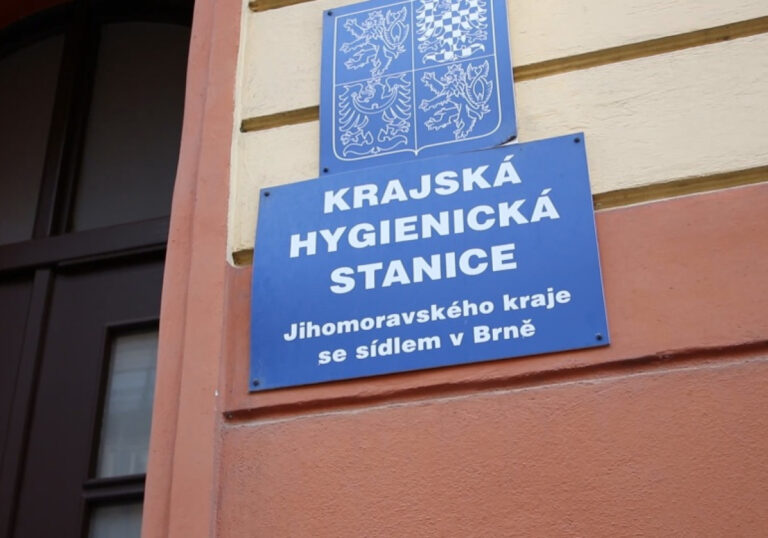 KRAJSKÁ
HYGIENICKÁ
STANICE
Jihomoravského kraje
se sídlem v Brně